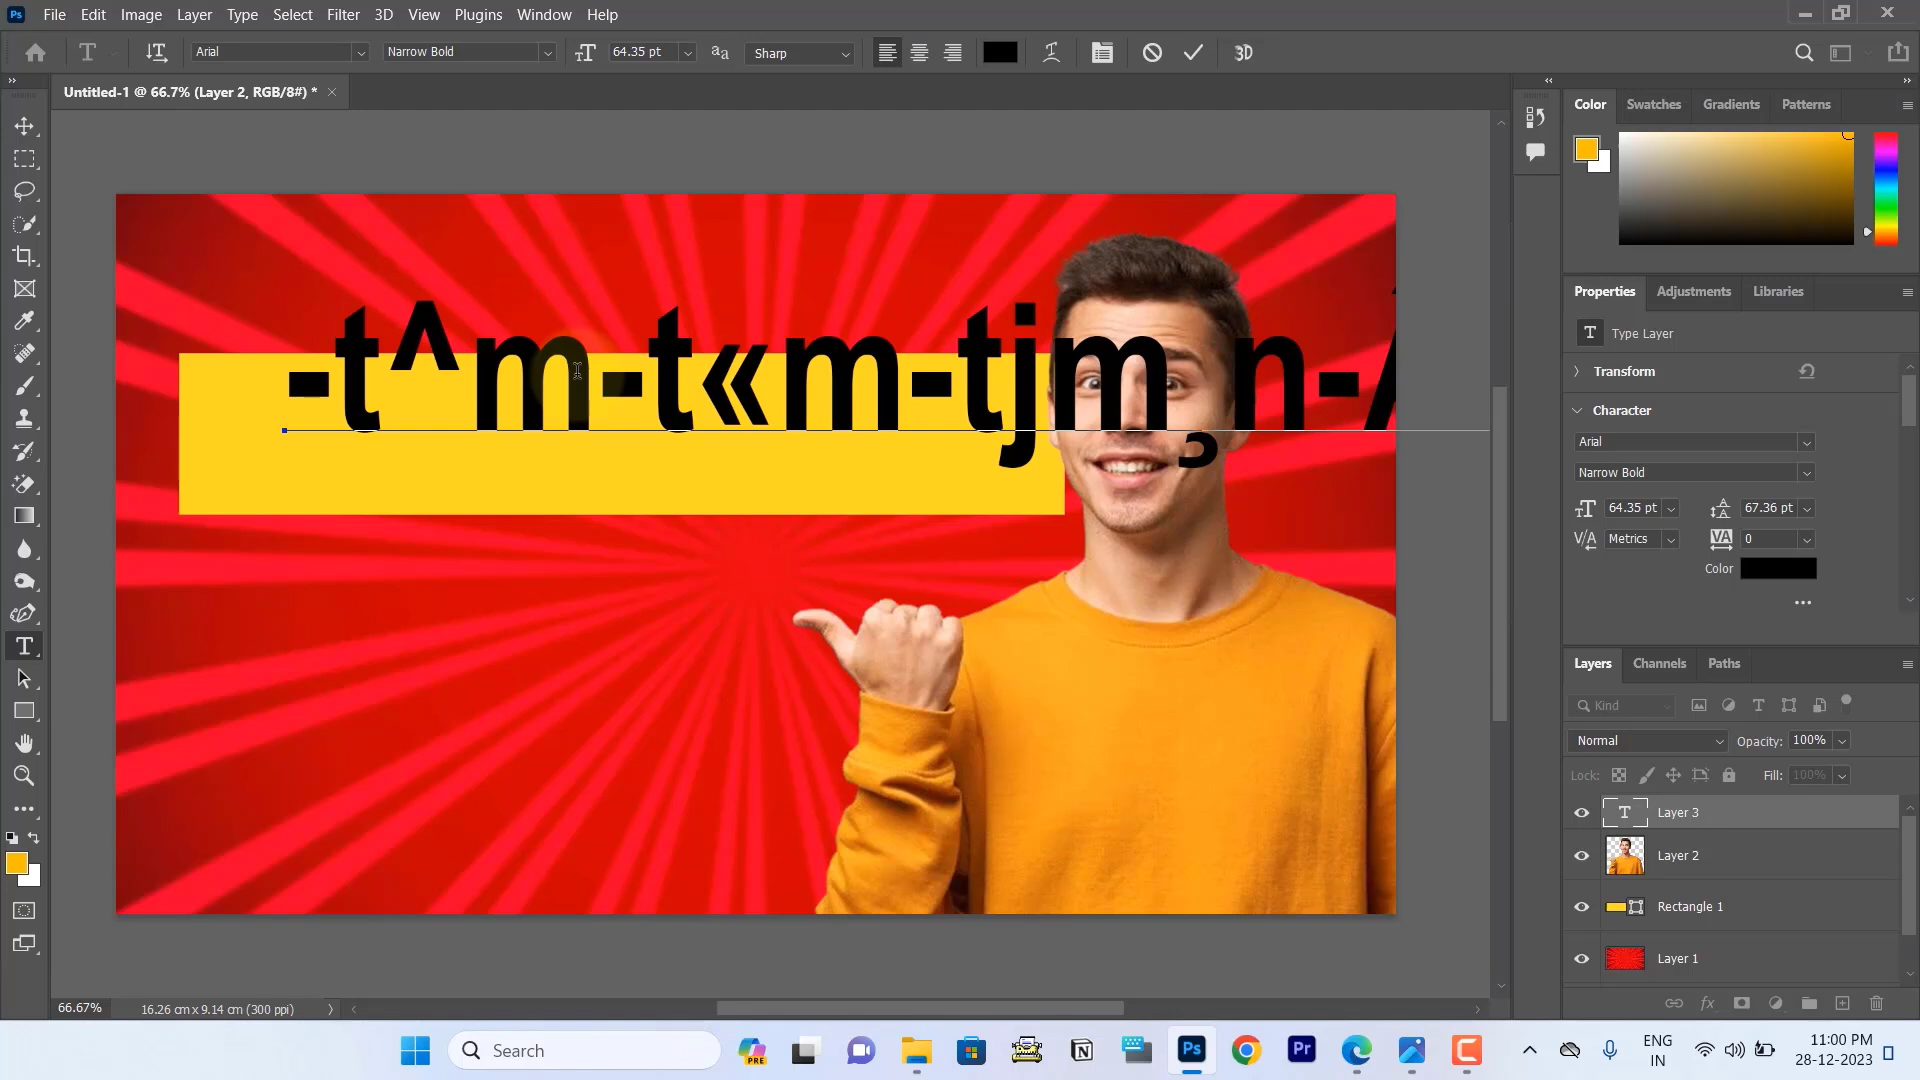 File Edit Image Layer Type Select Filter 3D View Plugins Window Help
Arial Narrow Bold 64.35 pt Sharp 3D
Untitled-1 @ 66.7% (Layer 2, RGB/8#) *
-t^m-t«m-tjm¸n-/
66.67% 16.26 cm x 9.14 cm (300 ppi)
Color Swatches Gradients Patterns
Properties Adjustments Libraries
Type Layer
Transform
Character
Arial
Narrow Bold
64.35 pt 67.36 pt
Metrics 0
Color
Layers Channels Paths
Kind
Normal Opacity: 100%
Lock: Fill: 100%
Layer 3
Layer 2
Rectangle 1
Layer 1
Search
ENG
IN
11:00 PM
28-12-2023